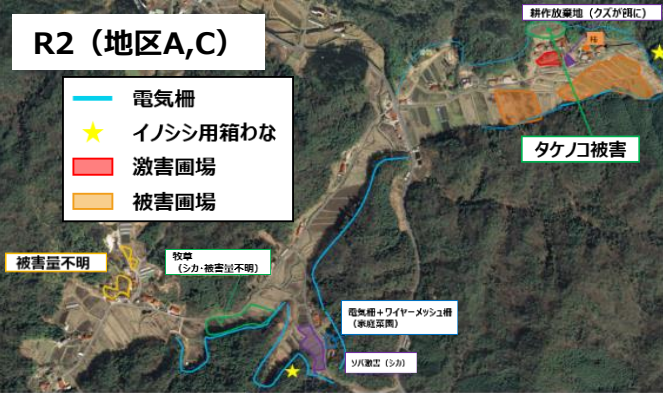 R2（地区A,C）
電気柵
イノシシ用箱わな
激害圃場
被害圃場
耕作放棄地（クズが餌に）
柿
タケノコ被害
被害量不明
牧草
（シカ・被害量不明）
電気柵＋ワイヤーメッシュ柵
（家庭菜園）
ソバ激害（シカ）